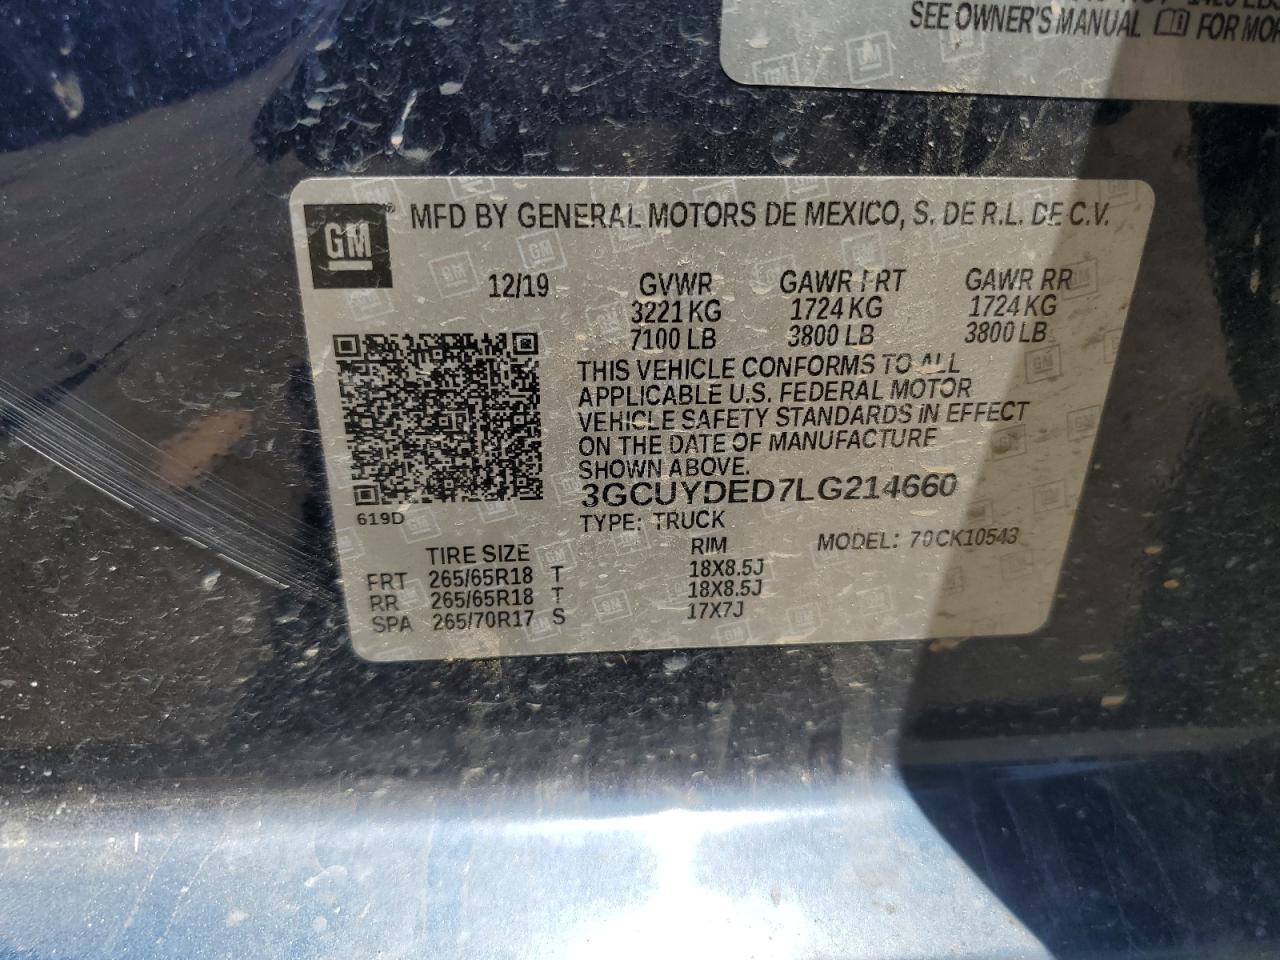 SEE OWNER'S MANUAL FOR
GM
MFD BY GENERAL MOTORS DE MEXICO, S. DE R.L. DE C.V.
12/19 GVWR GAWR FRT GAWR RR
3221 KG 1724 KG 1724 KG
7100 LB 3800 LB 3800 LB
THIS VEHICLE CONFORMS TO ALL
APPLICABLE U.S. FEDERAL MOTOR
VEHICLE SAFETY STANDARDS IN EFFECT
ON THE DATE OF MANUFACTURE
SHOWN ABOVE.
3GCUYDED7LG214660
619D
TYPE: TRUCK
MODEL: 70CK10543
TIRE SIZE RIM
FRT 265/65R18 T 18X8.5J
RR 265/65R18 T 18X8.5J
SPA 265/70R17 S 17X7J